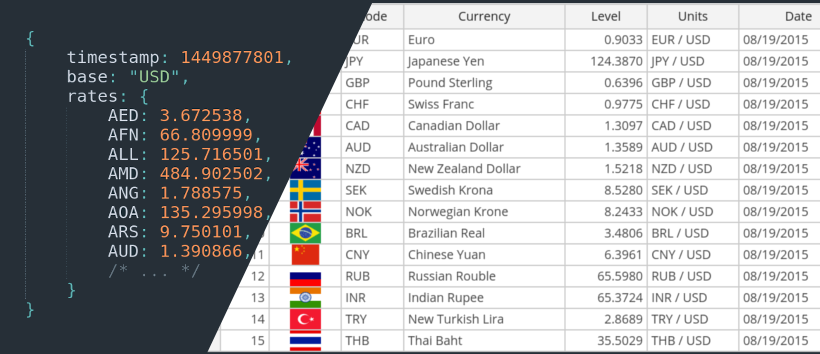 {
timestamp: 1449877801,
base: "USD",
rates: {
AED: 3.672538,
AFN: 66.809999,
ALL: 125.716501,
AMD: 484.902502,
ANG: 1.788575,
AOA: 135.295998,
ARS: 9.750101,
AUD: 1.390866,
/* ... */
}
}
ode Currency Level Units Date
UR Euro 0.9033 EUR / USD 08/19/2015
JPY Japanese Yen 124.3870 JPY / USD 08/19/2015
GBP Pound Sterling 0.6396 GBP / USD 08/19/2015
CHF Swiss Franc 0.9775 CHF / USD 08/19/2015
CAD Canadian Dollar 1.3097 CAD / USD 08/19/2015
AUD Australian Dollar 1.3589 AUD / USD 08/19/2015
NZD New Zealand Dollar 1.5218 NZD / USD 08/19/2015
SEK Swedish Krona 8.5280 SEK / USD 08/19/2015
NOK Norwegian Krone 8.2433 NOK / USD 08/19/2015
BRL Brazilian Real 3.4806 BRL / USD 08/19/2015
11 CNY Chinese Yuan 6.3961 CNY / USD 08/19/2015
12 RUB Russian Rouble 65.5980 RUB / USD 08/19/2015
13 INR Indian Rupee 65.3724 INR / USD 08/19/2015
14 TRY New Turkish Lira 2.8689 TRY / USD 08/19/2015
15 THB Thai Baht 35.5029 THB / USD 08/19/2015